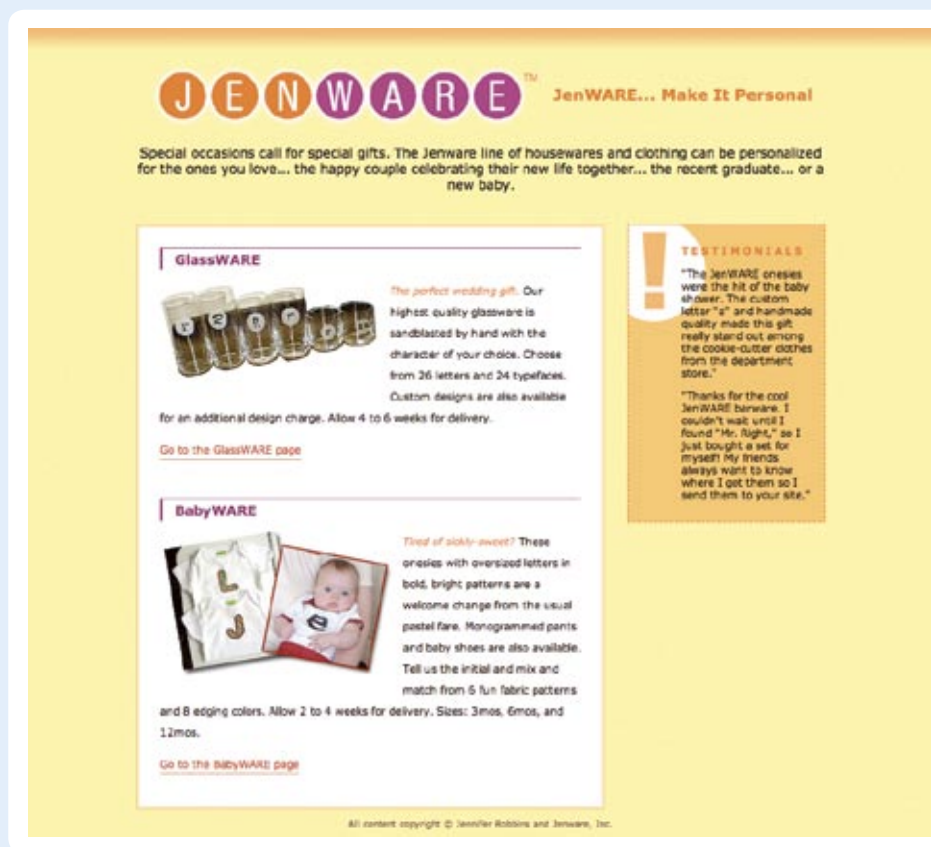 JENWARE™
JenWARE... Make It Personal
Special occasions call for special gifts. The Jenware line of housewares and clothing can be personalized
for the ones you love... the happy couple celebrating their new life together... the recent graduate... or a
new baby.
GlassWARE
The perfect wedding gift. Our
highest quality glassware is
sandblasted by hand with the
character of your choice. Choose
from 26 letters and 24 typefaces.
Custom designs are also available
for an additional design charge. Allow 4 to 6 weeks for delivery.
Go to the GlassWARE page
BabyWARE
Tired of sickly-sweet? These
onesies with oversized letters in
bold, bright patterns are a
welcome change from the usual
pastel fare. Monogrammed pants
and baby shoes are also available.
Tell us the initial and mix and
match from 6 fun fabric patterns
and 8 edging colors. Allow 2 to 4 weeks for delivery. Sizes: 3mos, 6mos, and
12mos.
Go to the BabyWARE page
!
TESTIMONIALS
"The JenWARE onesies
were the hit of the baby
shower. The custom
letter "a" and handmade
quality made this gift
really stand out among
the cookie-cutter clothes
from the department
store."
"Thanks for the cool
JenWARE barware. I
couldn't wait until I
found "Mr. Right," so I
just bought a set for
myself! My friends
always want to know
where I get them so I
send them to your site."
All content copyright © Jennifer Robbins and Jenware, Inc.